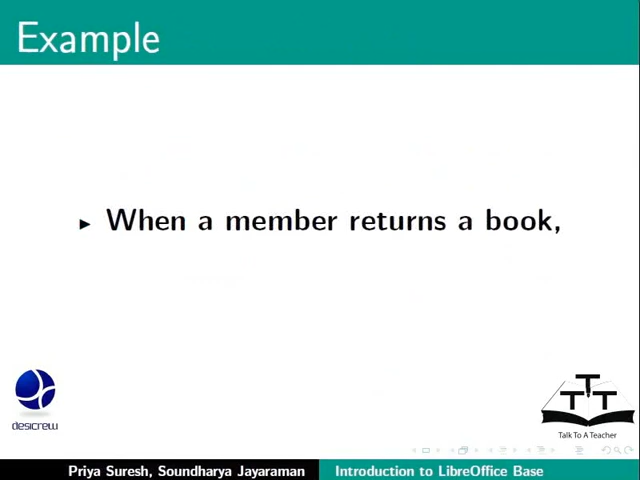 Example
When a member returns a book,
desicrew
T
T T
Talk To A Teacher
Priya Suresh, Soundharya Jayaraman
Introduction to LibreOffice Base